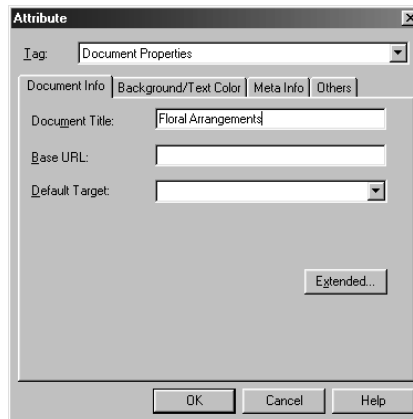 Attribute
Tag: Document Properties
Document Info Background/Text Color Meta Info Others
Document Title: Floral Arrangements
Base URL:
Default Target:
Extended...
OK Cancel Help